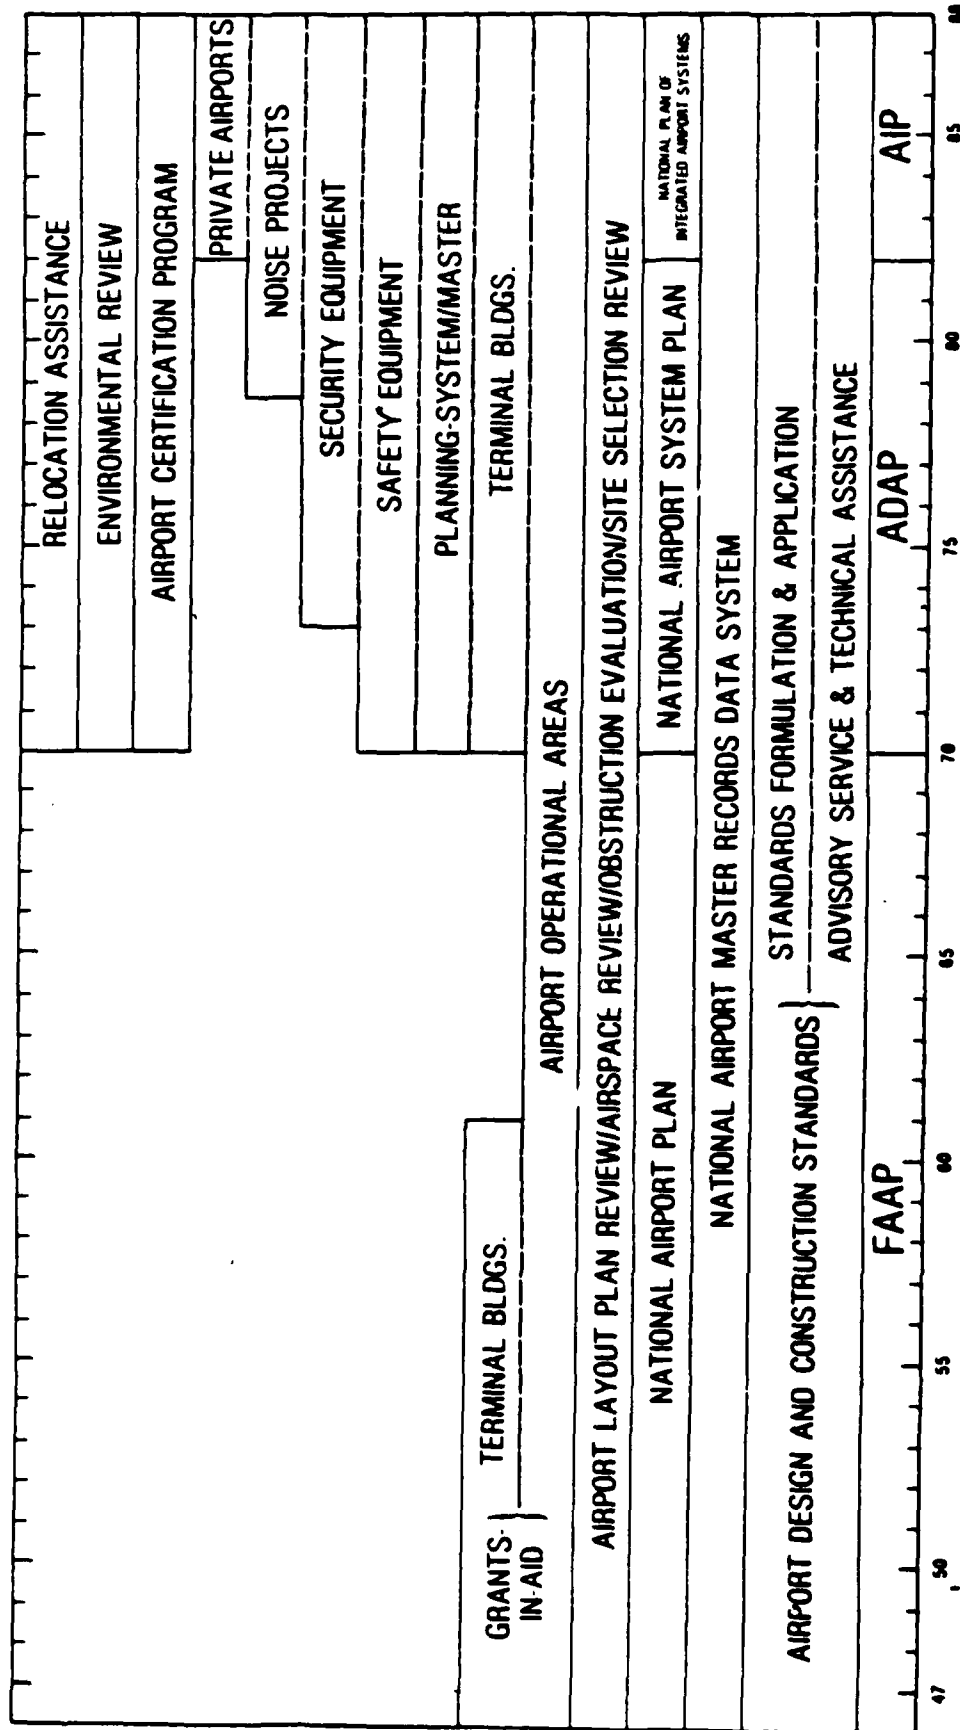 RELOCATION ASSISTANCE
ENVIRONMENTAL REVIEW
AIRPORT CERTIFICATION PROGRAM
PRIVATE AIRPORTS
NOISE PROJECTS
SECURITY EQUIPMENT
SAFETY EQUIPMENT
PLANNING-SYSTEM/MASTER
GRANTS-
IN-AID
TERMINAL BLDGS.
TERMINAL BLDGS.
AIRPORT OPERATIONAL AREAS
AIRPORT LAYOUT PLAN REVIEW/AIRSPACE REVIEW/OBSTRUCTION EVALUATION/SITE SELECTION REVIEW
NATIONAL AIRPORT PLAN
NATIONAL AIRPORT SYSTEM PLAN
NATIONAL PLAN OF
INTEGRATED AIRPORT SYSTEMS
NATIONAL AIRPORT MASTER RECORDS DATA SYSTEM
AIRPORT DESIGN AND CONSTRUCTION STANDARDS
STANDARDS FORMULATION & APPLICATION
ADVISORY SERVICE & TECHNICAL ASSISTANCE
FAAP
ADAP
AIP
47 50 55 60 65 70 75 80 85 88